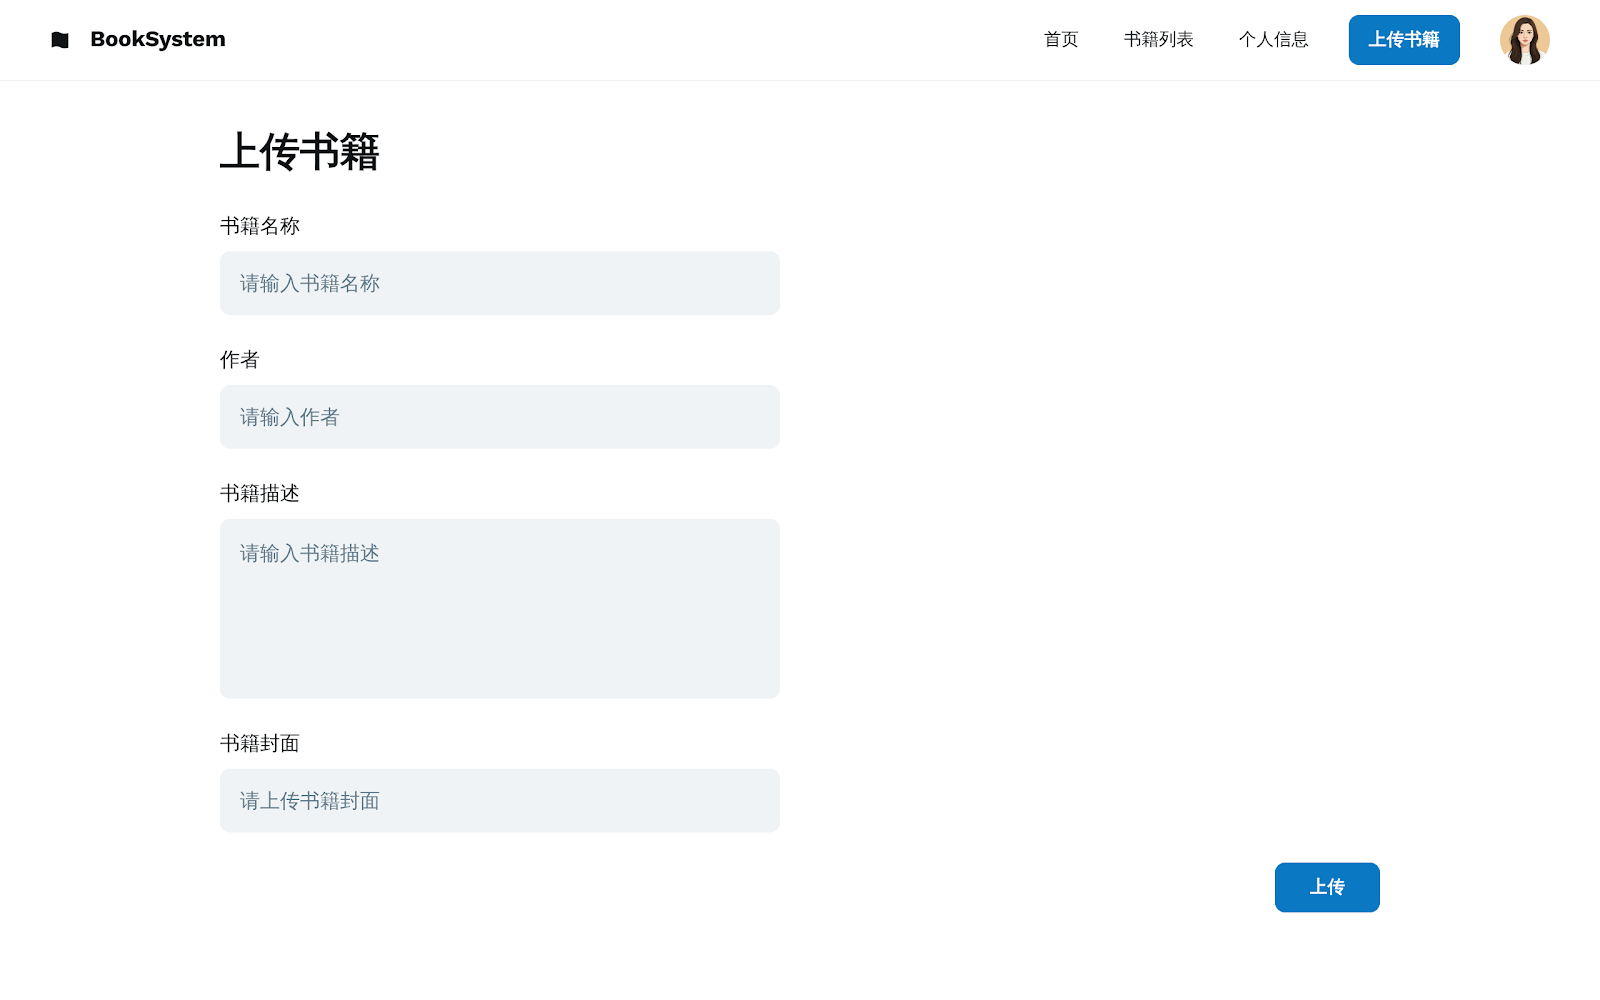 BookSystem
首页
书籍列表
个人信息
上传书籍
上传书籍
书籍名称
请输入书籍名称
作者
请输入作者
书籍描述
请输入书籍描述
书籍封面
请上传书籍封面
上传